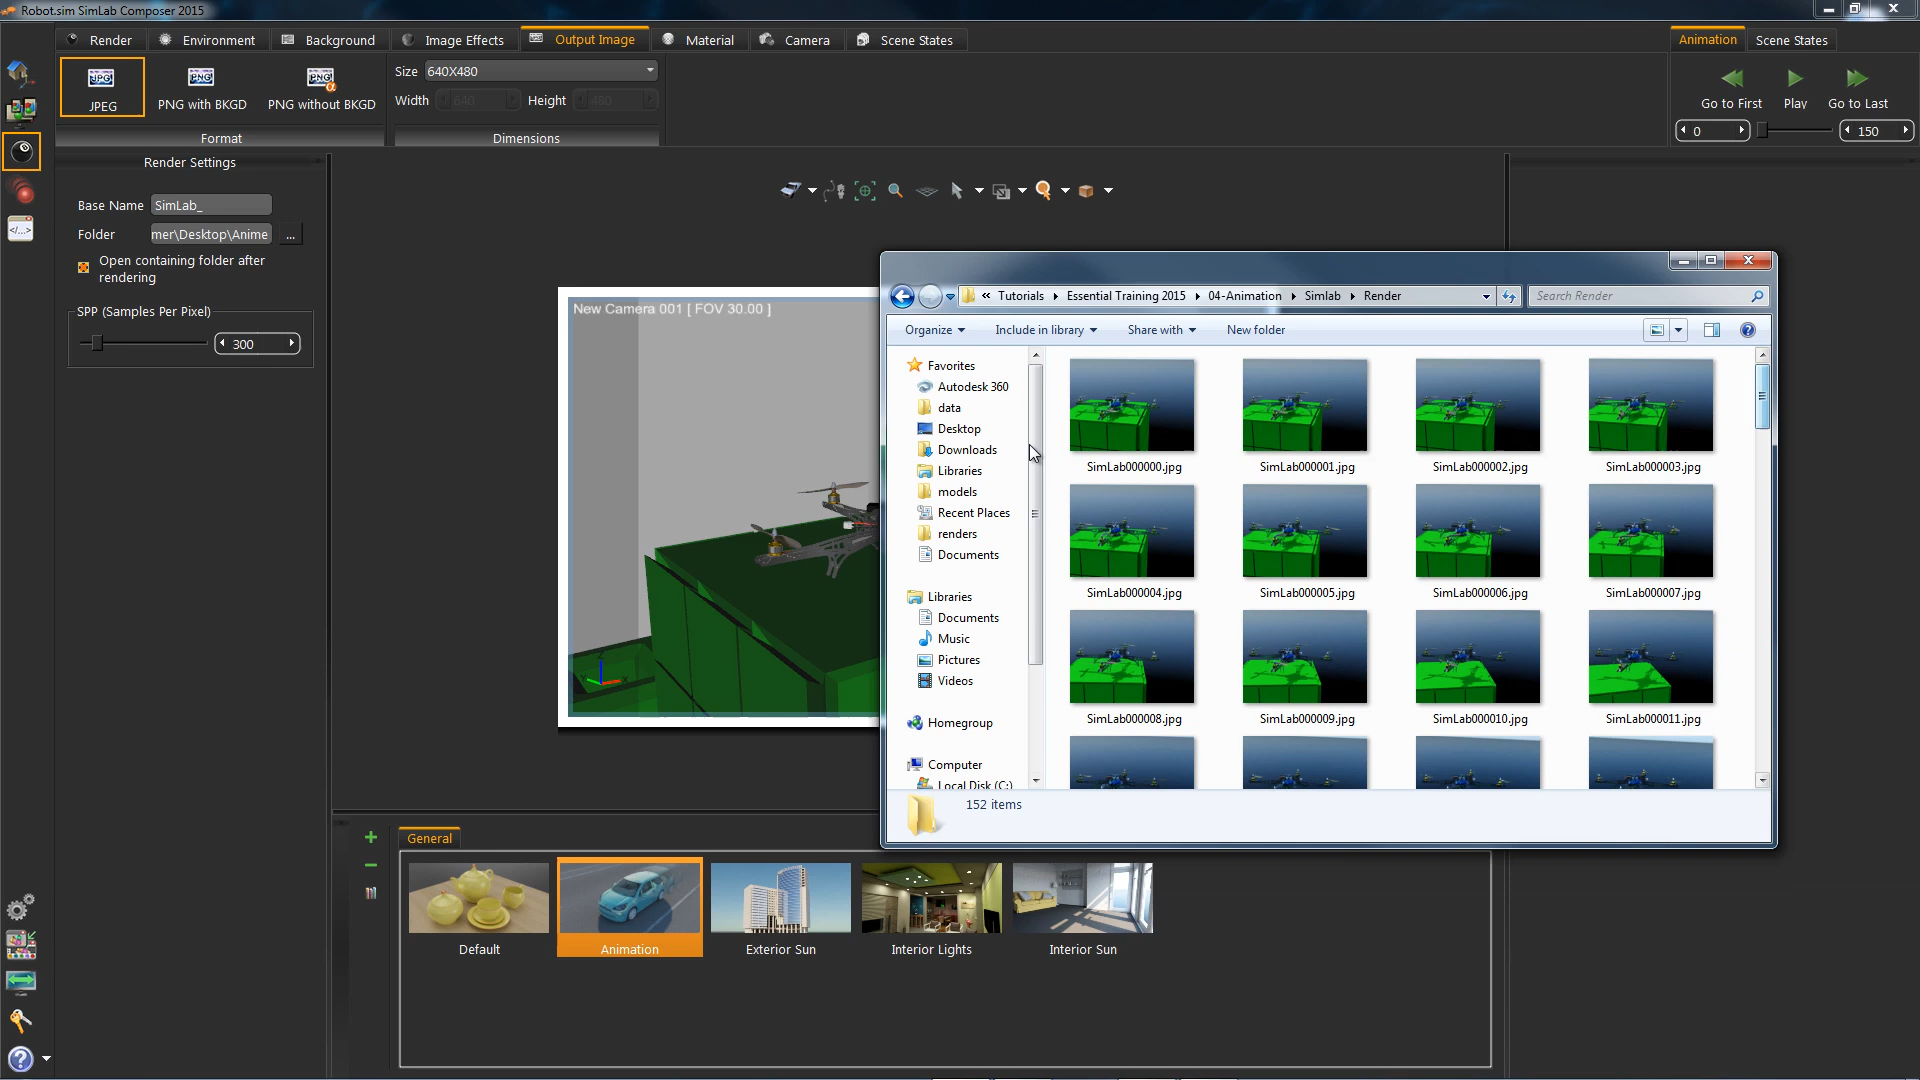 Robot.sim SimLab Composer 2015
Render Environment Background Image Effects Output Image Material Camera Scene States
Animation Scene States
JPG PNG PNG α
JPEG PNG with BKGD PNG without BKGD
Format
Size 640X480
Width 640 Height 480
Dimensions
Go to First Play Go to Last
0 150
Render Settings
Base Name SimLab_
Folder mer\Desktop\Anime ...
Open containing folder after
rendering
SPP (Samples Per Pixel)
300
New Camera 001 [ FOV 30.00 ]
« Tutorials Essential Training 2015 04-Animation Simlab Render
Search Render
Organize Include in library Share with New folder
Favorites
Autodesk 360
data
Desktop
Downloads
Libraries
models
Recent Places
renders
Documents
Libraries
Documents
Music
Pictures
Videos
Homegroup
Computer
Local Disk (C:)
SimLab000000.jpg SimLab000001.jpg SimLab000002.jpg SimLab000003.jpg
SimLab000004.jpg SimLab000005.jpg SimLab000006.jpg SimLab000007.jpg
SimLab000008.jpg SimLab000009.jpg SimLab000010.jpg SimLab000011.jpg
152 items
General
Default Animation Exterior Sun Interior Lights Interior Sun